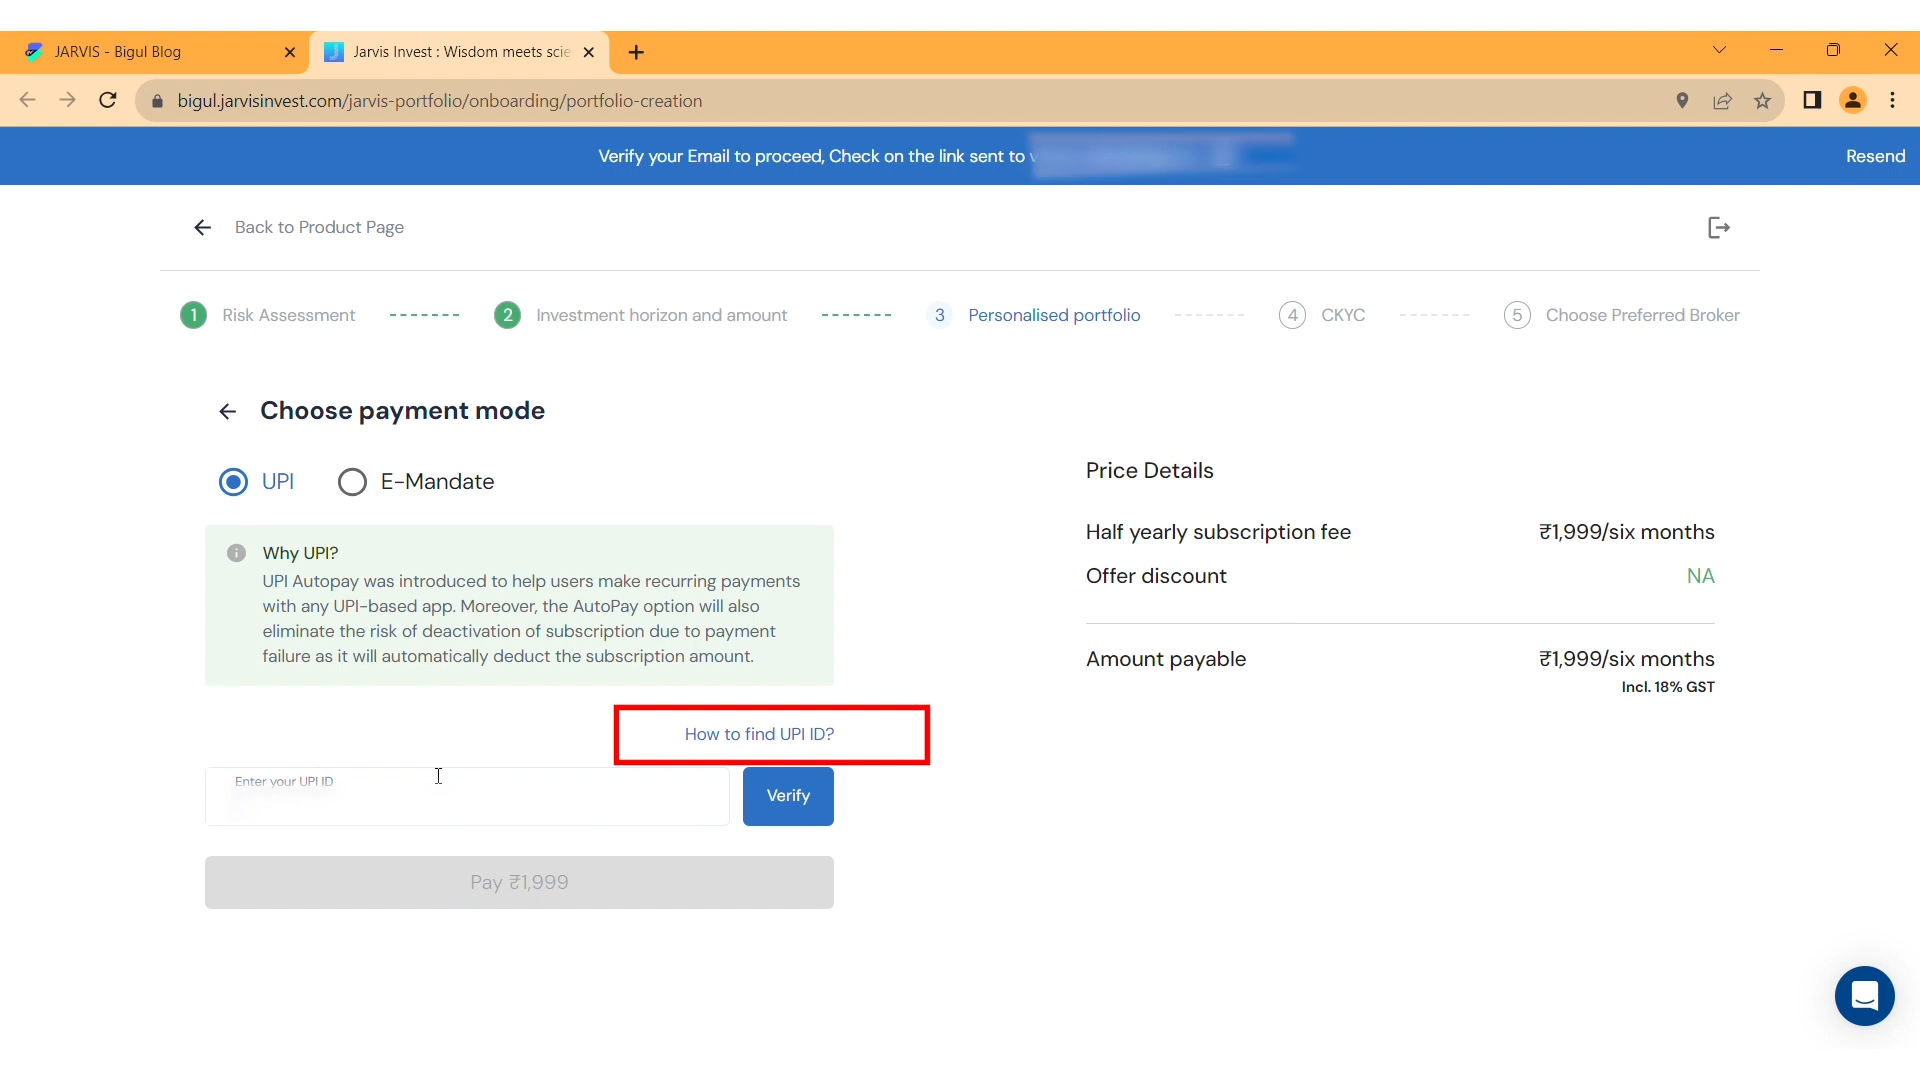 JARVIS - Bigul Blog
Jarvis Invest : Wisdom meets scie
bigul.jarvisinvest.com/jarvis-portfolio/onboarding/portfolio-creation
Verify your Email to proceed, Check on the link sent to
Resend
Back to Product Page
1 Risk Assessment
2 Investment horizon and amount
3 Personalised portfolio
4 CKYC
5 Choose Preferred Broker
Choose payment mode
UPI
E-Mandate
Why UPI?
UPI Autopay was introduced to help users make recurring payments
with any UPI-based app. Moreover, the AutoPay option will also
eliminate the risk of deactivation of subscription due to payment
failure as it will automatically deduct the subscription amount.
How to find UPI ID?
Enter your UPI ID
Verify
Pay ₹1,999
Price Details
Half yearly subscription fee ₹1,999/six months
Offer discount NA
Amount payable ₹1,999/six months
Incl. 18% GST